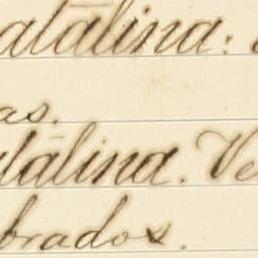 atalina:
as.
atalina. Ve
brados.